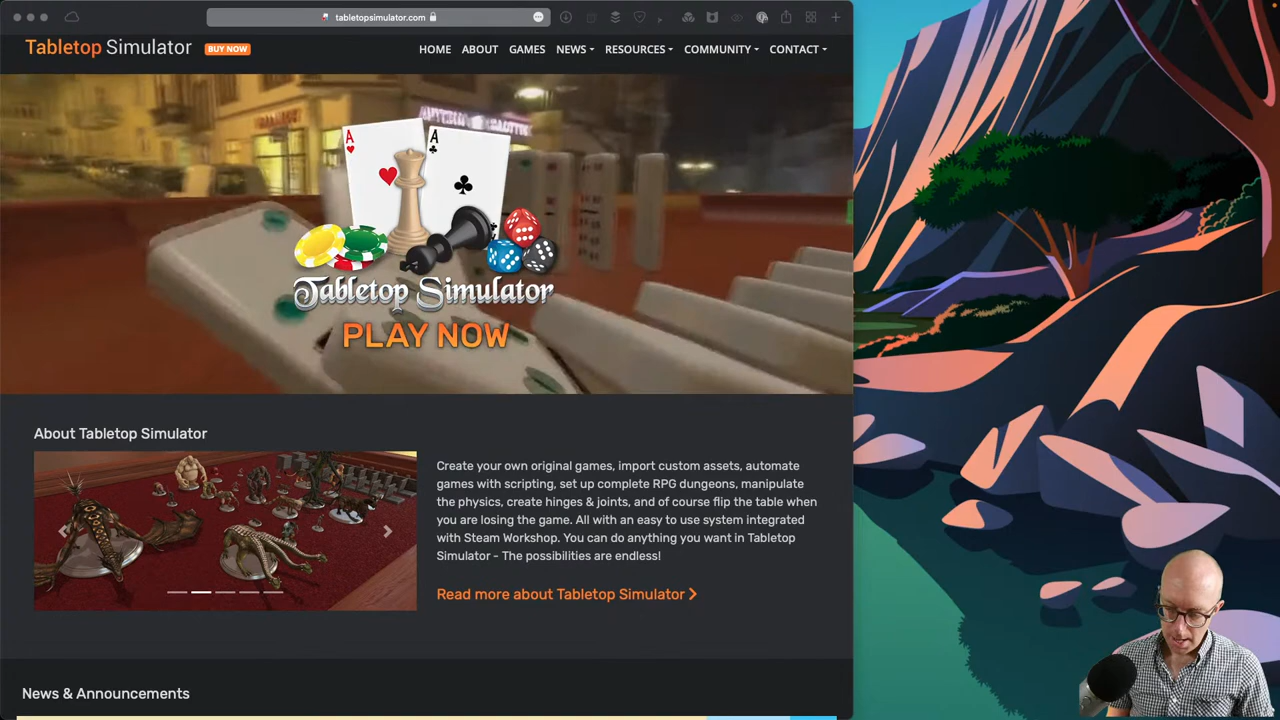 tabletopsimulator.com
Tabletop Simulator BUY NOW HOME ABOUT GAMES NEWS RESOURCES COMMUNITY CONTACT
A A
Tabletop Simulator
PLAY NOW
About Tabletop Simulator
Create your own original games, import custom assets, automate
games with scripting, set up complete RPG dungeons, manipulate
the physics, create hinges & joints, and of course flip the table when
you are losing the game. All with an easy to use system integrated
with Steam Workshop. You can do anything you want in Tabletop
Simulator - The possibilities are endless!
Read more about Tabletop Simulator
News & Announcements